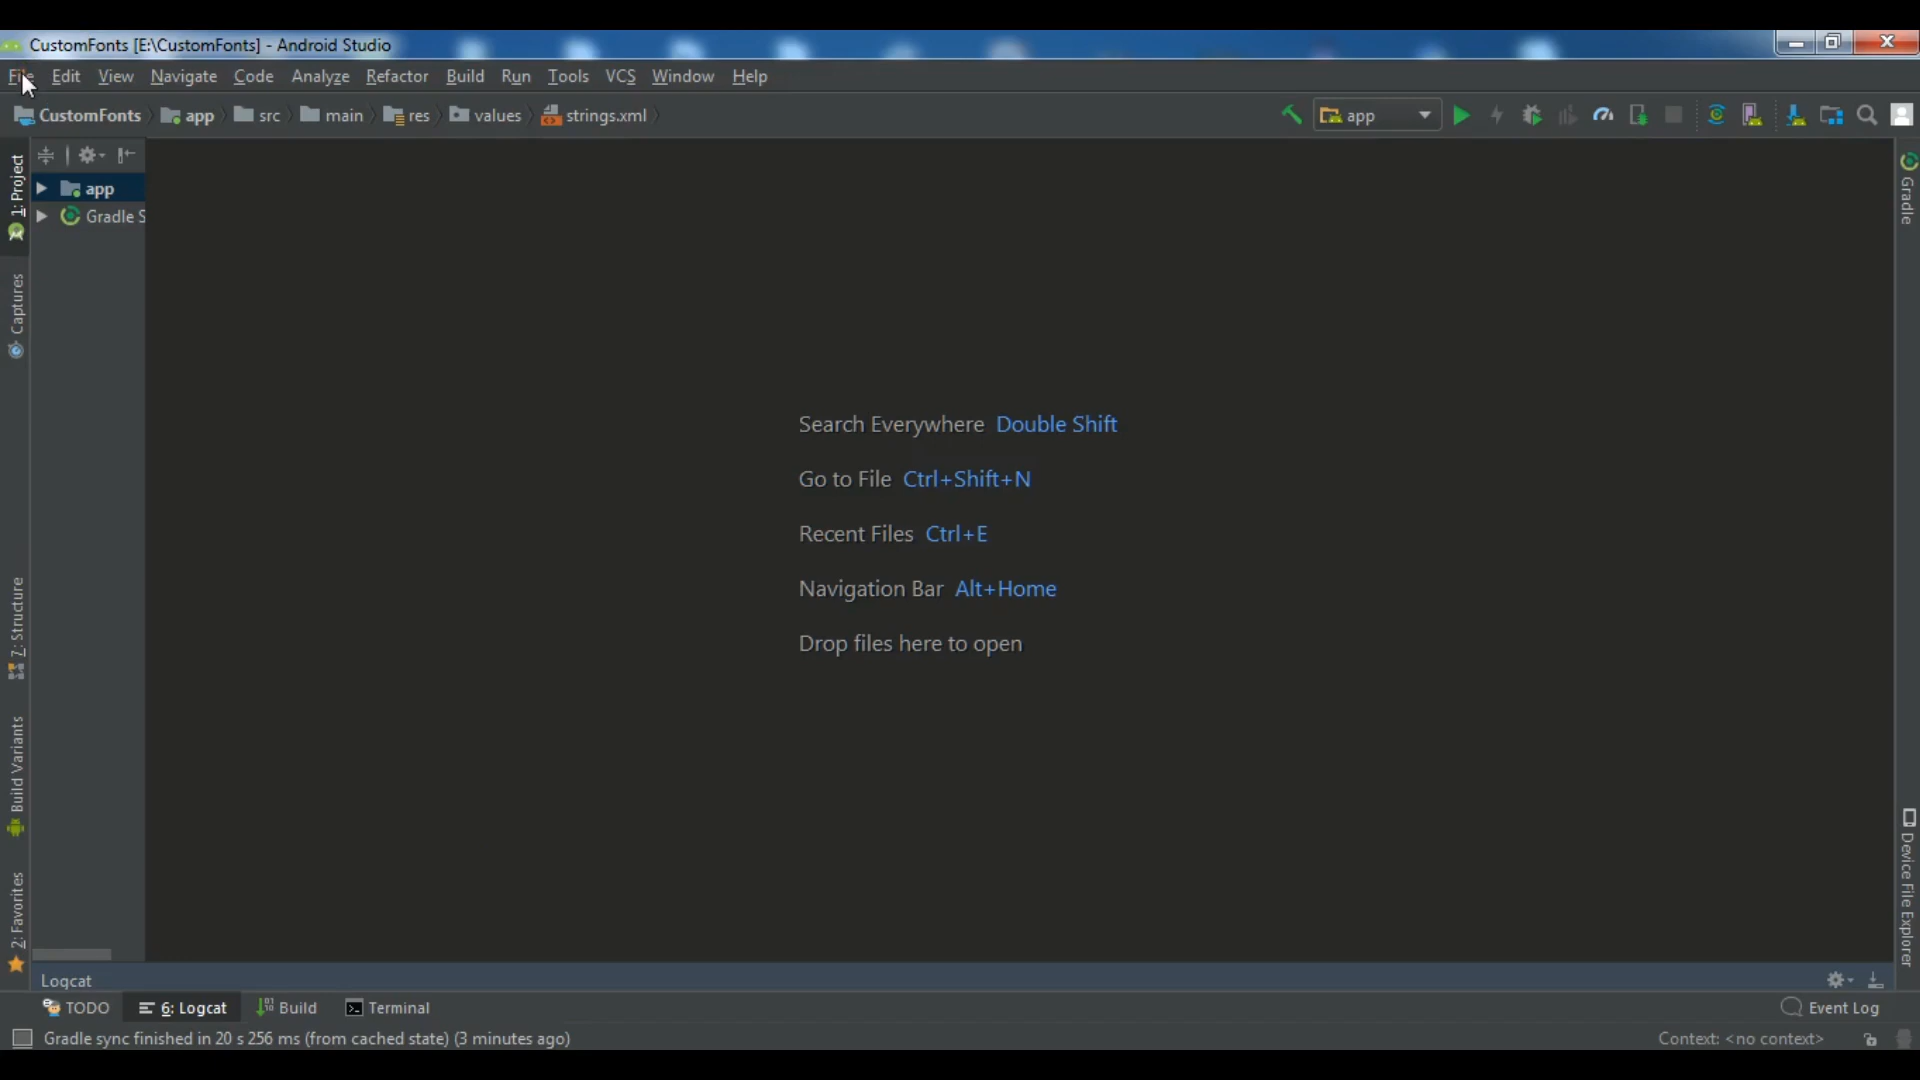 CustomFonts [E:\CustomFonts] - Android Studio
File Edit View Navigate Code Analyze Refactor Build Run Tools VCS Window Help
CustomFonts app src main res values strings.xml app
1: Project
Captures
7: Structure
Build Variants
2: Favorites
app
Gradle S
Search Everywhere Double Shift
Go to File Ctrl+Shift+N
Recent Files Ctrl+E
Navigation Bar Alt+Home
Drop files here to open
Gradle
Device File Explorer
Logcat
TODO 6: Logcat Build Terminal Event Log
Gradle sync finished in 20 s 256 ms (from cached state) (3 minutes ago) Context: <no context>